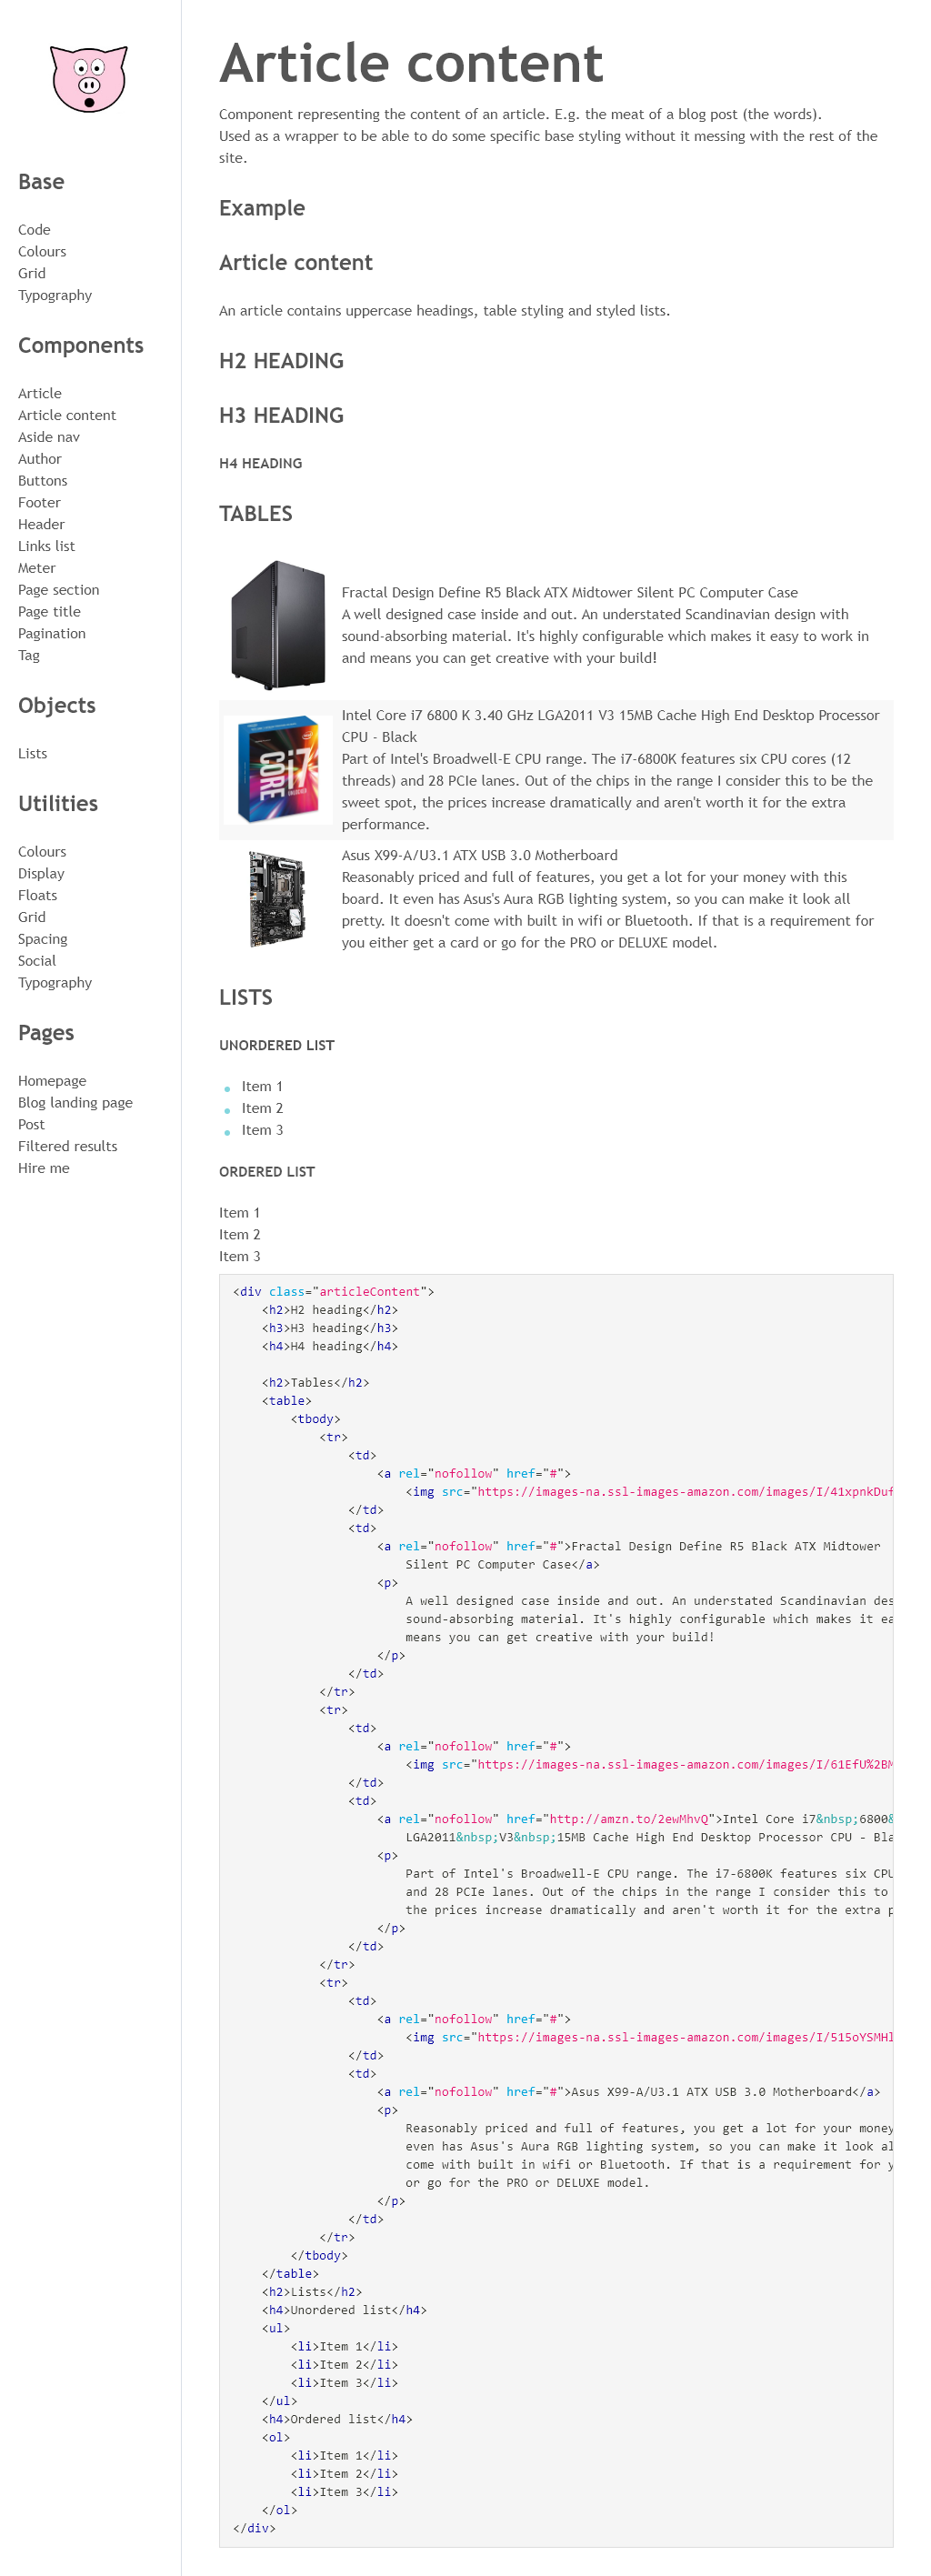 Base
Code
Colours
Grid
Typography
Components
Article
Article content
Aside nav
Author
Buttons
Footer
Header
Links list
Meter
Page section
Page title
Pagination
Tag
Objects
Lists
Utilities
Colours
Display
Floats
Grid
Spacing
Social
Typography
Pages
Homepage
Blog landing page
Post
Filtered results
Hire me
Article content
Component representing the content of an article. E.g. the meat of a blog post (the words).
Used as a wrapper to be able to do some specific base styling without it messing with the rest of the
site.
Example
Article content
An article contains uppercase headings, table styling and styled lists.
H2 HEADING
H3 HEADING
H4 HEADING
TABLES
Fractal Design Define R5 Black ATX Midtower Silent PC Computer Case
A well designed case inside and out. An understated Scandinavian design with
sound-absorbing material. It's highly configurable which makes it easy to work in
and means you can get creative with your build!
CORE i7
Intel Core i7 6800 K 3.40 GHz LGA2011 V3 15MB Cache High End Desktop Processor
CPU - Black
Part of Intel's Broadwell-E CPU range. The i7-6800K features six CPU cores (12
threads) and 28 PCIe lanes. Out of the chips in the range I consider this to be the
sweet spot, the prices increase dramatically and aren't worth it for the extra
performance.
Asus X99-A/U3.1 ATX USB 3.0 Motherboard
Reasonably priced and full of features, you get a lot for your money with this
board. It even has Asus's Aura RGB lighting system, so you can make it look all
pretty. It doesn't come with built in wifi or Bluetooth. If that is a requirement for
you either get a card or go for the PRO or DELUXE model.
LISTS
UNORDERED LIST
Item 1
Item 2
Item 3
ORDERED LIST
Item 1
Item 2
Item 3
<div class="articleContent">
<h2>H2 heading</h2>
<h3>H3 heading</h3>
<h4>H4 heading</h4>
<h2>Tables</h2>
<table>
<tbody>
<tr>
<td>
<a rel="nofollow" href="#">
<img src="https://images-na.ssl-images-amazon.com/images/I/41xpnkDuf
</td>
<td>
<a rel="nofollow" href="#">Fractal Design Define R5 Black ATX Midtower
Silent PC Computer Case</a>
<p>
A well designed case inside and out. An understated Scandinavian des
sound-absorbing material. It's highly configurable which makes it ea
means you can get creative with your build!
</p>
</td>
</tr>
<tr>
<td>
<a rel="nofollow" href="#">
<img src="https://images-na.ssl-images-amazon.com/images/I/61EfU%2BM
</td>
<td>
<a rel="nofollow" href="http://amzn.to/2ewMhvQ">Intel Core i7&nbsp;6800&
LGA2011&nbsp;V3&nbsp;15MB Cache High End Desktop Processor CPU - Bla
<p>
Part of Intel's Broadwell-E CPU range. The i7-6800K features six CPU
and 28 PCIe lanes. Out of the chips in the range I consider this to
the prices increase dramatically and aren't worth it for the extra p
</p>
</td>
</tr>
<tr>
<td>
<a rel="nofollow" href="#">
<img src="https://images-na.ssl-images-amazon.com/images/I/515oYSMHl
</td>
<td>
<a rel="nofollow" href="#">Asus X99-A/U3.1 ATX USB 3.0 Motherboard</a>
<p>
Reasonably priced and full of features, you get a lot for your money
even has Asus's Aura RGB lighting system, so you can make it look al
come with built in wifi or Bluetooth. If that is a requirement for y
or go for the PRO or DELUXE model.
</p>
</td>
</tr>
</tbody>
</table>
<h2>Lists</h2>
<h4>Unordered list</h4>
<ul>
<li>Item 1</li>
<li>Item 2</li>
<li>Item 3</li>
</ul>
<h4>Ordered list</h4>
<ol>
<li>Item 1</li>
<li>Item 2</li>
<li>Item 3</li>
</ol>
</div>